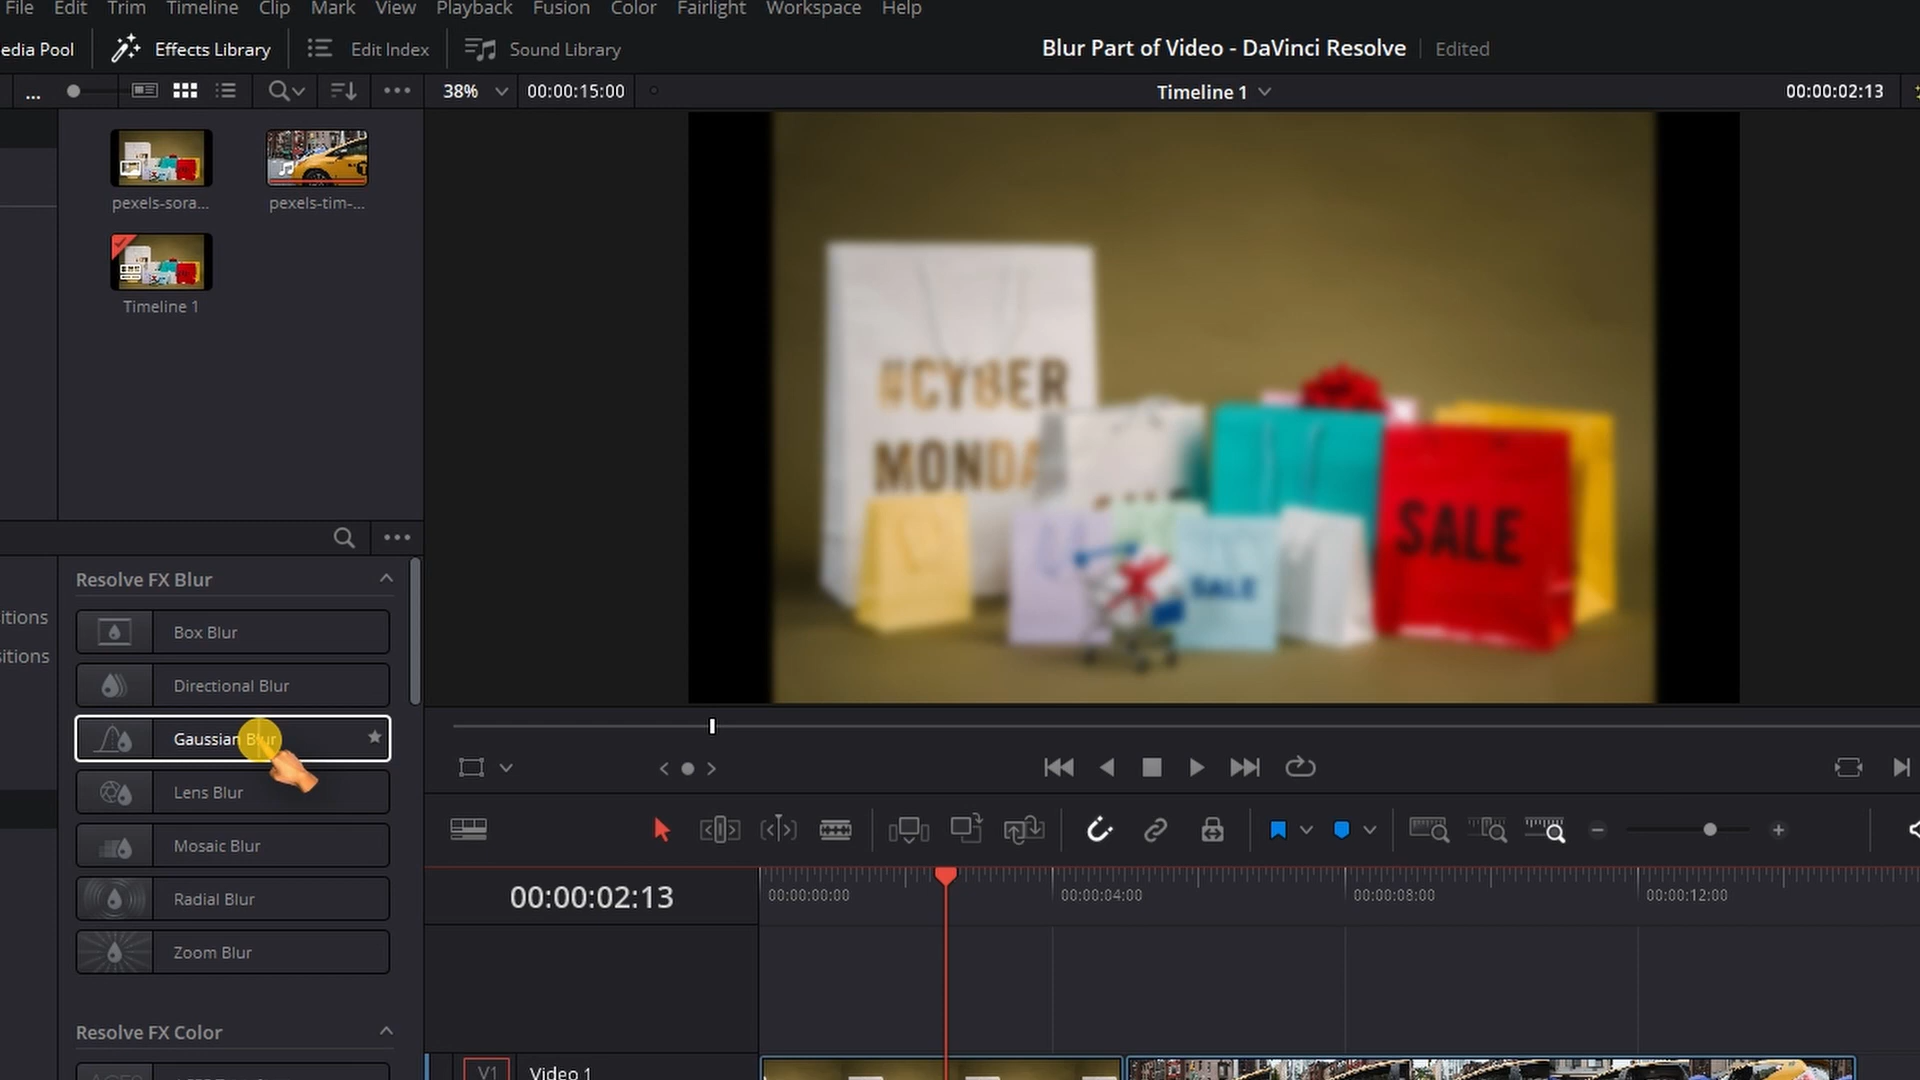 File Edit Trim Timeline Clip Mark View Playback Fusion Color Fairlight Workspace Help
edia Pool Effects Library Edit Index Sound Library Blur Part of Video - DaVinci Resolve Edited
... 38% 00:00:15:00 Timeline 1 00:00:02:13
pexels-sora... pexels-tim-...
Timeline 1
#CYBER
MONDA
SALE
SALE
Resolve FX Blur
itions
Box Blur
sitions
Directional Blur
Gaussian Blur
Lens Blur
Mosaic Blur
Radial Blur
Zoom Blur
Resolve FX Color
00:00:02:13
00:00:00:00 00:00:04:00 00:00:08:00 00:00:12:00
V1 Video 1